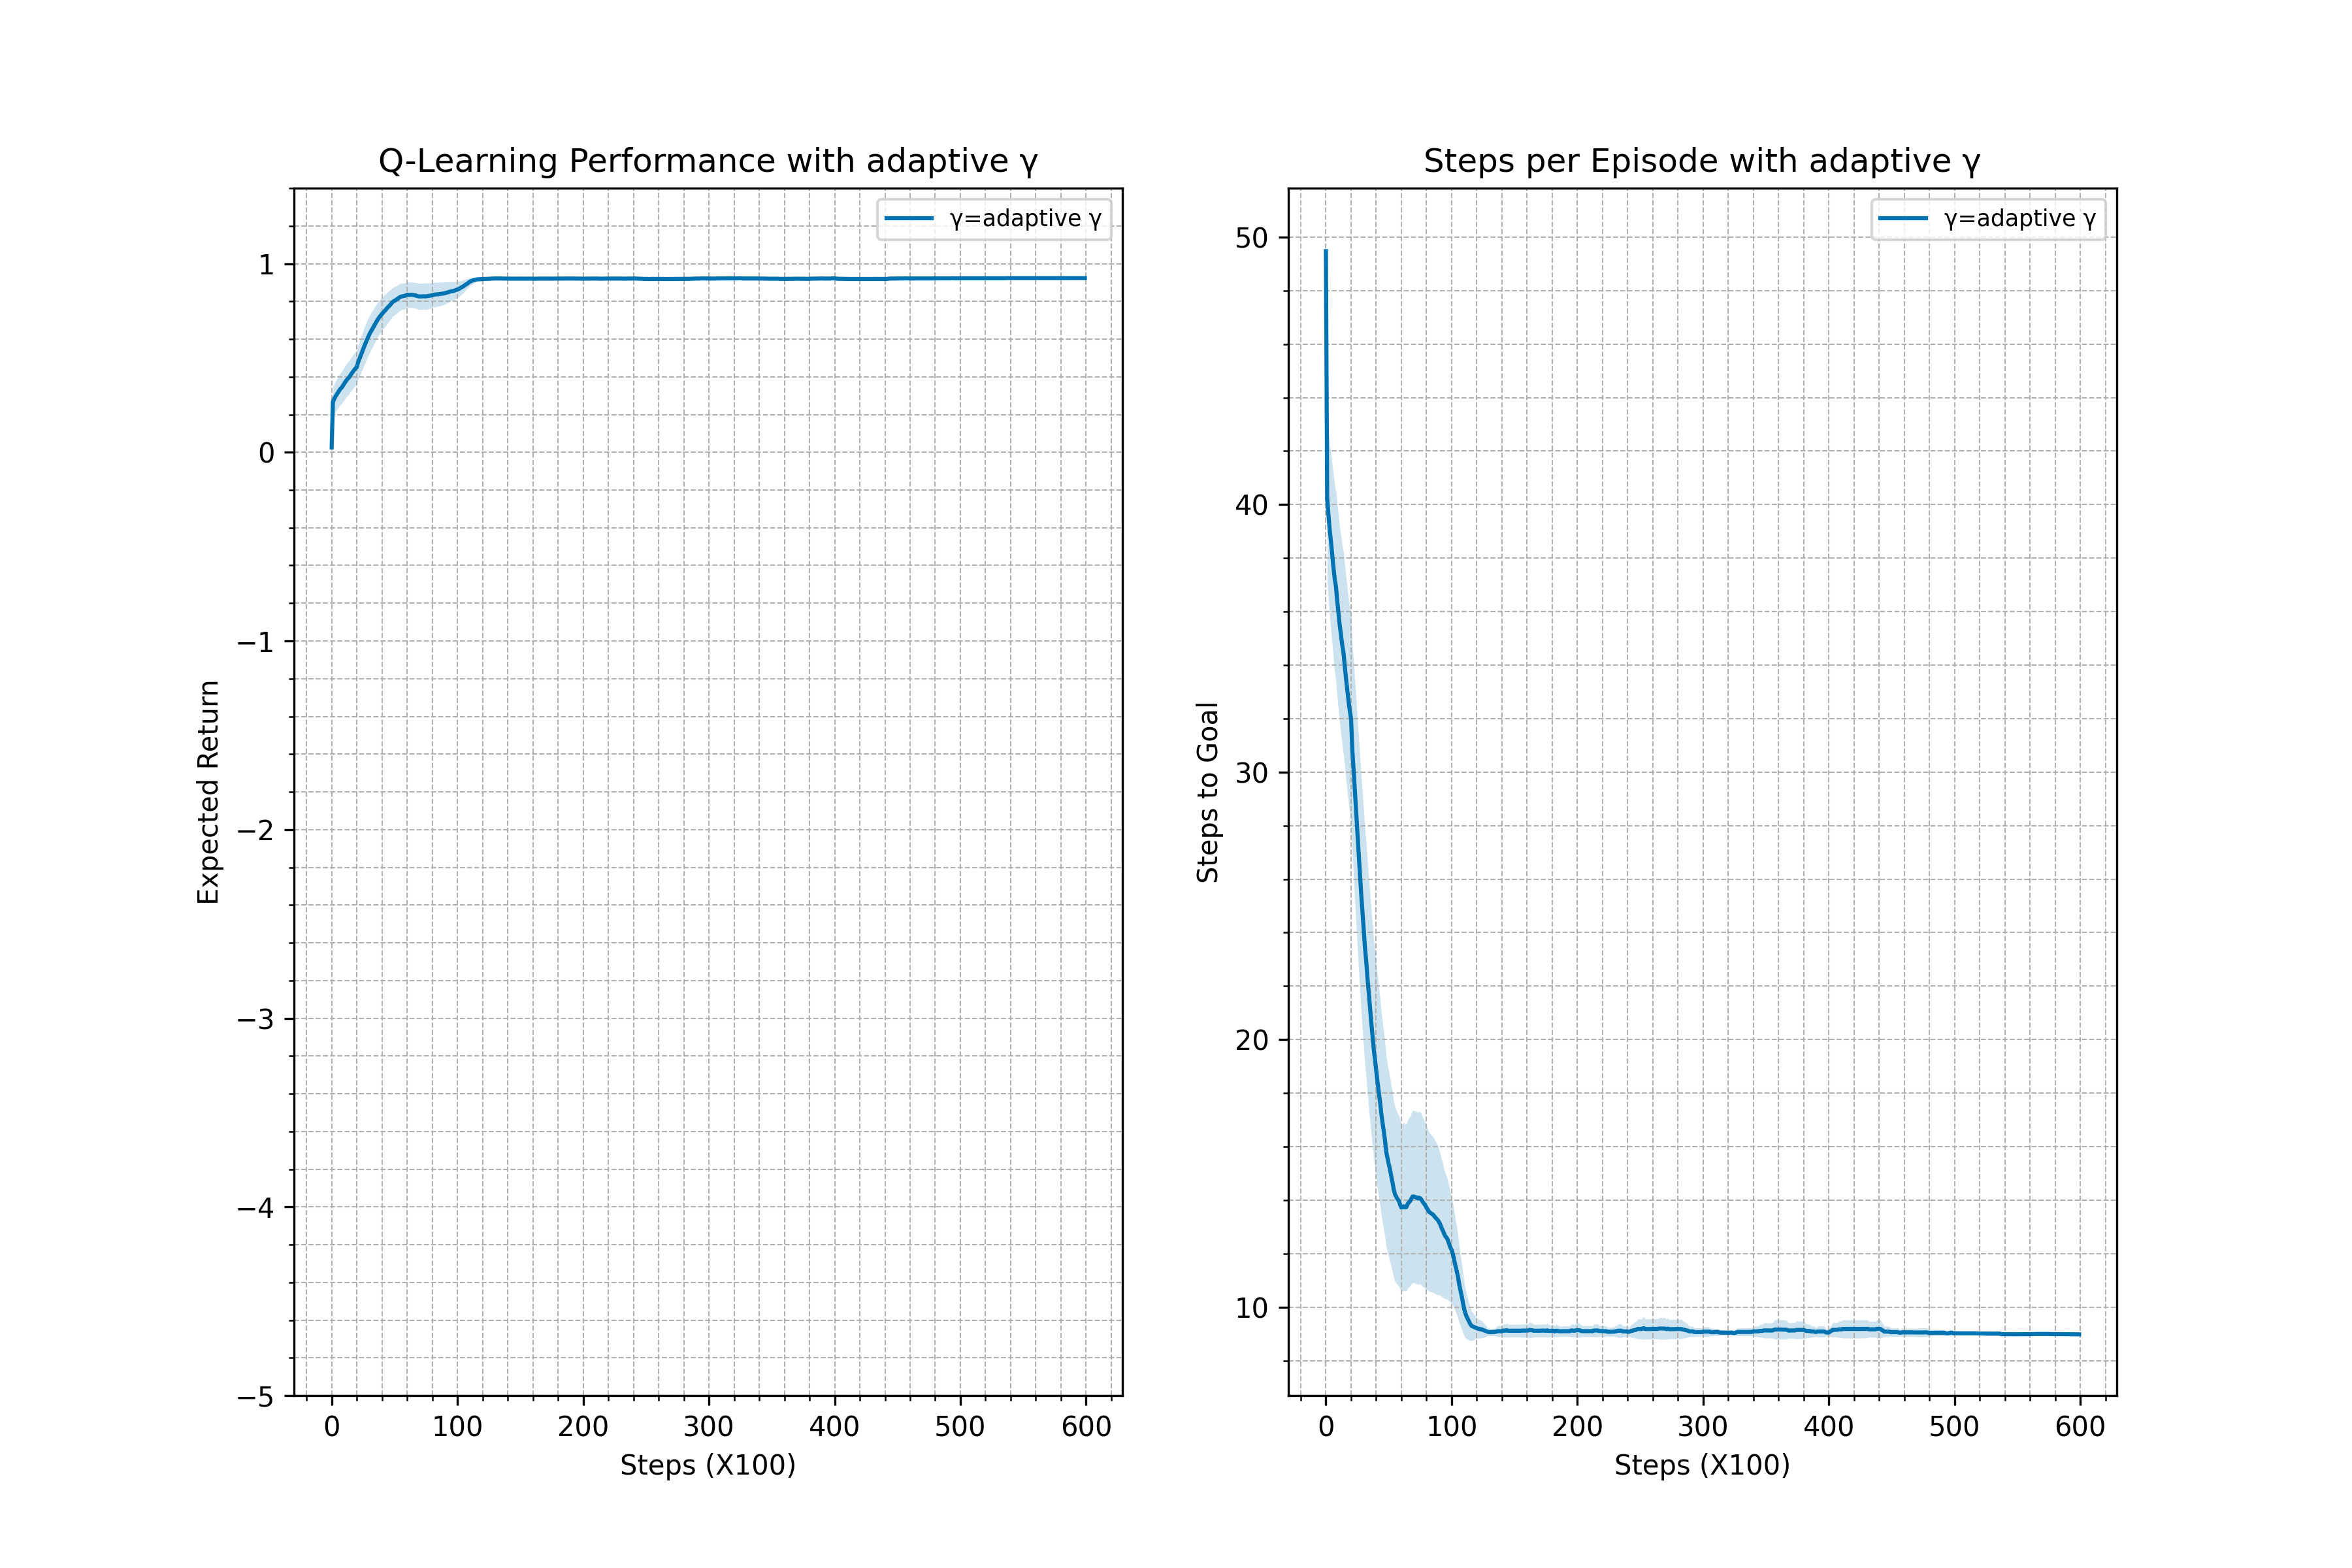 Q-Learning Performance with adaptive γ
γ=adaptive γ
1
0
−1
−2
−3
−4
−5
Expected Return
0 100 200 300 400 500 600
Steps (X100)
Steps per Episode with adaptive γ
γ=adaptive γ
50
40
30
20
10
Steps to Goal
0 100 200 300 400 500 600
Steps (X100)